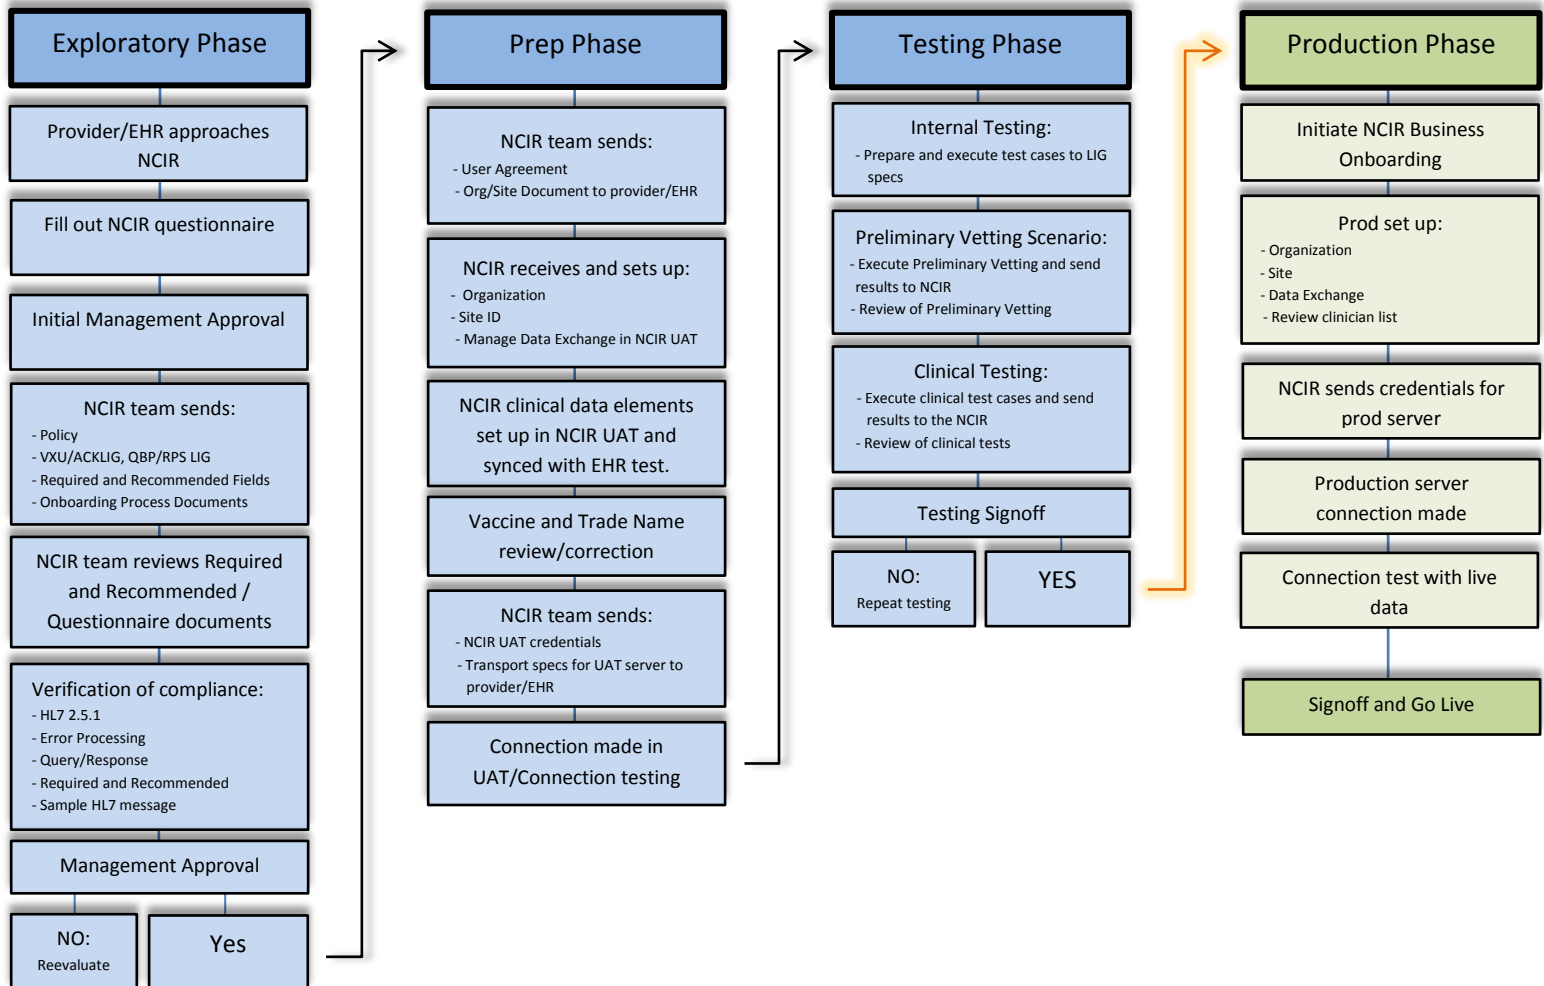 Exploratory Phase
Provider/EHR approaches
NCIR
Fill out NCIR questionnaire
Initial Management Approval
NCIR team sends:
- Policy
- VXU/ACKLIG, QBP/RPS LIG
- Required and Recommended Fields
- Onboarding Process Documents
NCIR team reviews Required
and Recommended /
Questionnaire documents
Verification of compliance:
- HL7 2.5.1
- Error Processing
- Query/Response
- Required and Recommended
- Sample HL7 message
Management Approval
NO:
Reevaluate
Yes
Prep Phase
NCIR team sends:
- User Agreement
- Org/Site Document to provider/EHR
NCIR receives and sets up:
- Organization
- Site ID
- Manage Data Exchange in NCIR UAT
NCIR clinical data elements
set up in NCIR UAT and
synced with EHR test.
Vaccine and Trade Name
review/correction
NCIR team sends:
- NCIR UAT credentials
- Transport specs for UAT server to
provider/EHR
Connection made in
UAT/Connection testing
Testing Phase
Internal Testing:
- Prepare and execute test cases to LIG
specs
Preliminary Vetting Scenario:
- Execute Preliminary Vetting and send
results to NCIR
- Review of Preliminary Vetting
Clinical Testing:
- Execute clinical test cases and send
results to the NCIR
- Review of clinical tests
Testing Signoff
NO:
Repeat testing
YES
Production Phase
Initiate NCIR Business
Onboarding
Prod set up:
- Organization
- Site
- Data Exchange
- Review clinician list
NCIR sends credentials for
prod server
Production server
connection made
Connection test with live
data
Signoff and Go Live